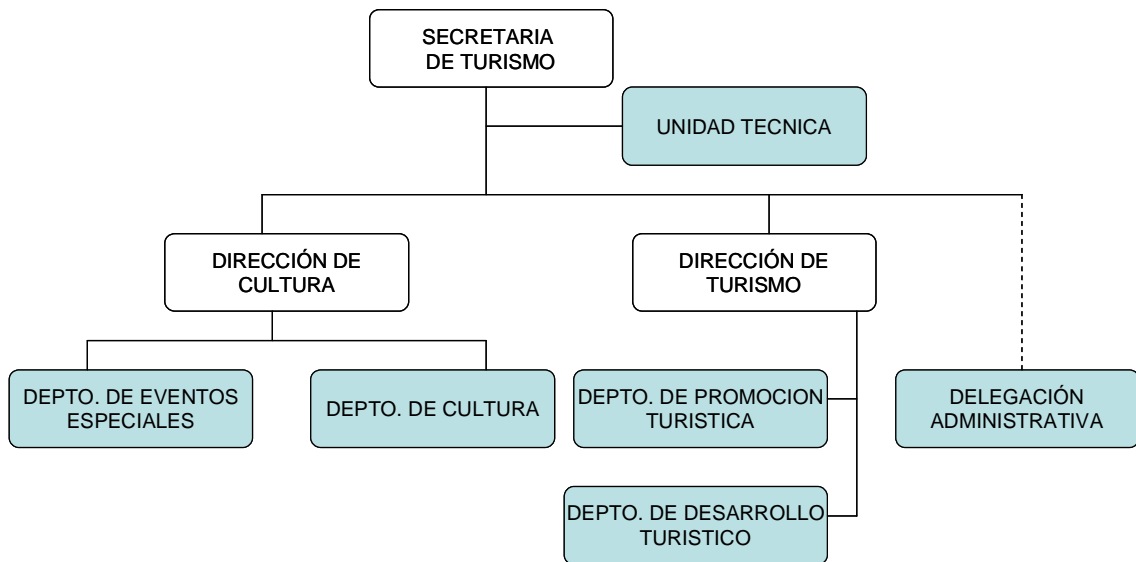 SECRETARIA
DE TURISMO
UNIDAD TECNICA
DIRECCIÓN DE
CULTURA
DIRECCIÓN DE
TURISMO
DEPTO. DE EVENTOS
ESPECIALES
DEPTO. DE CULTURA
DEPTO. DE PROMOCION
TURISTICA
DELEGACIÓN
ADMINISTRATIVA
DEPTO. DE DESARROLLO
TURISTICO